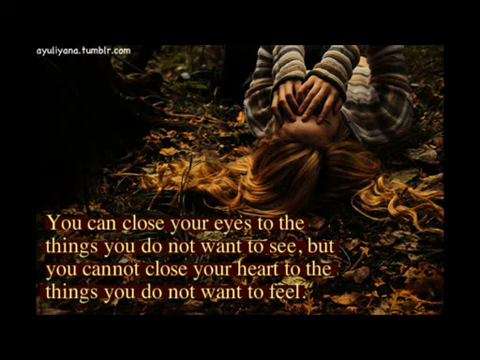 ayuliyana.tumblr.com
You can close your eyes to the
things you do not want to see, but
you cannot close your heart to the
things you do not want to feel.